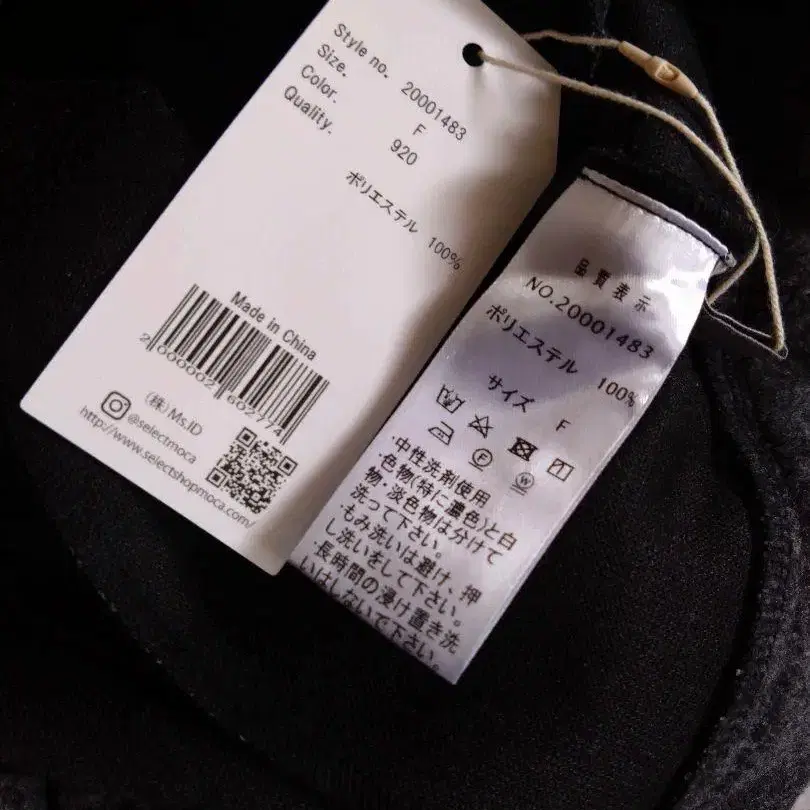 Style no. 20001483
Size. F
Color. 920
Quality.
ポリエステル 100%
Made in China
2000002602774
(株) Ms.ID
@selectmoca
http://www.selectshopmoca.com/
品質表示
NO.20001483
ポリエステル 100%
サイズ F
F
W
・中性洗剤使用
・色物(特に濃色)と白
物・淡色物は分けて
洗って下さい。
・もみ洗いは避け、押
し洗いをして下さい。
・長時間の浸け置き洗
いはしないで下さい。